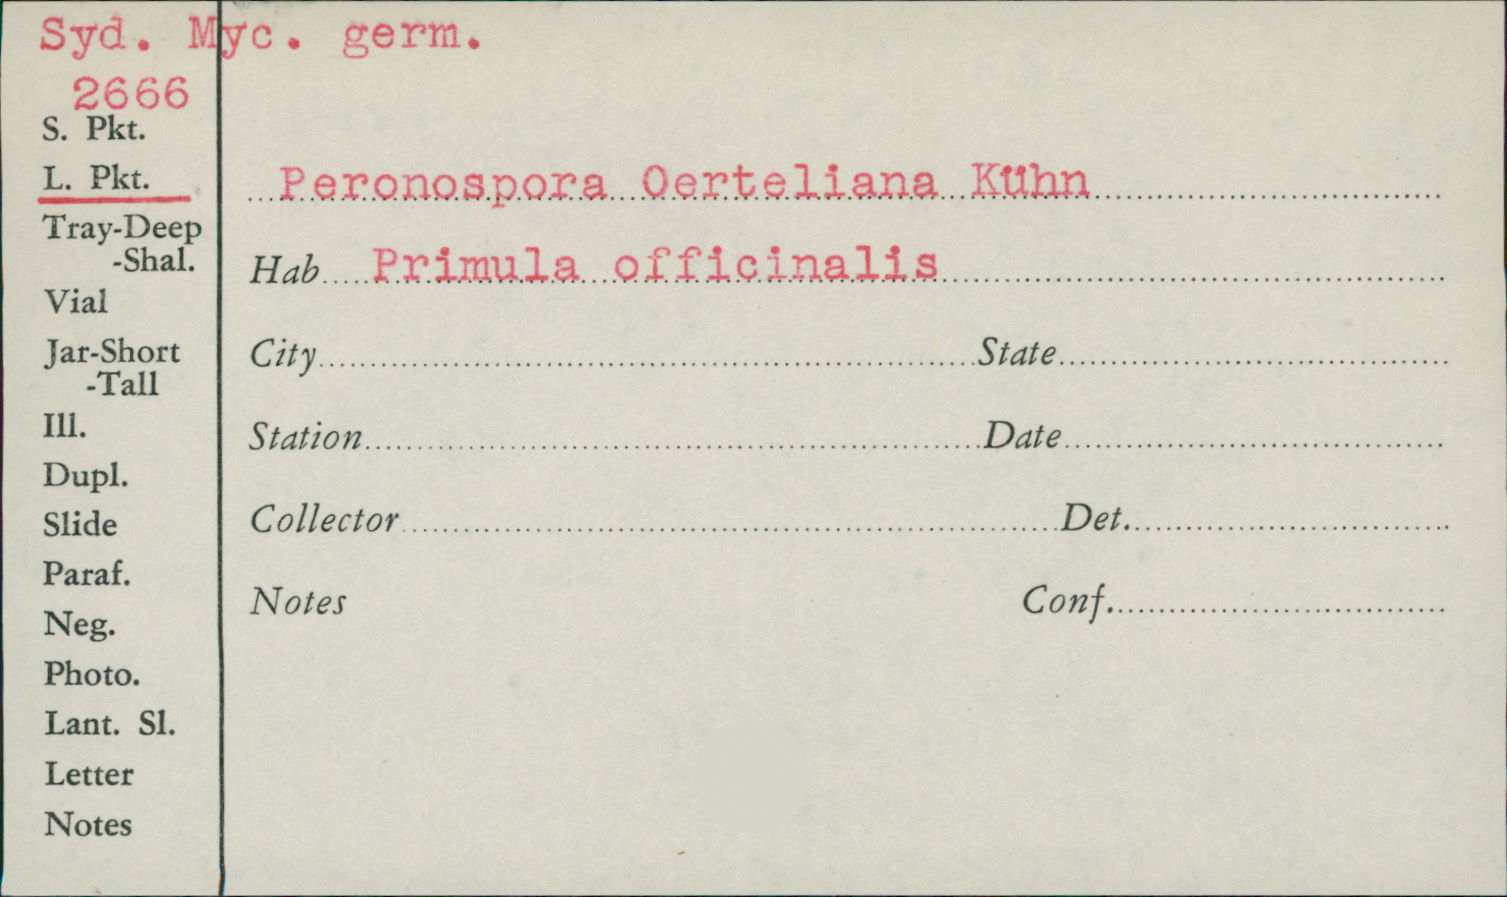 Syd. Myc. germ.
2666
S. Pkt.
L. Pkt.
Tray-Deep
-Shal.
Vial
Jar-Short
-Tall
Ill.
Dupl.
Slide
Paraf.
Neg.
Photo.
Lant. Sl.
Letter
Notes
Peronospora Oerteliana Kühn
Hab Primula officinalis
City State
Station Date
Collector Det.
Notes Conf.